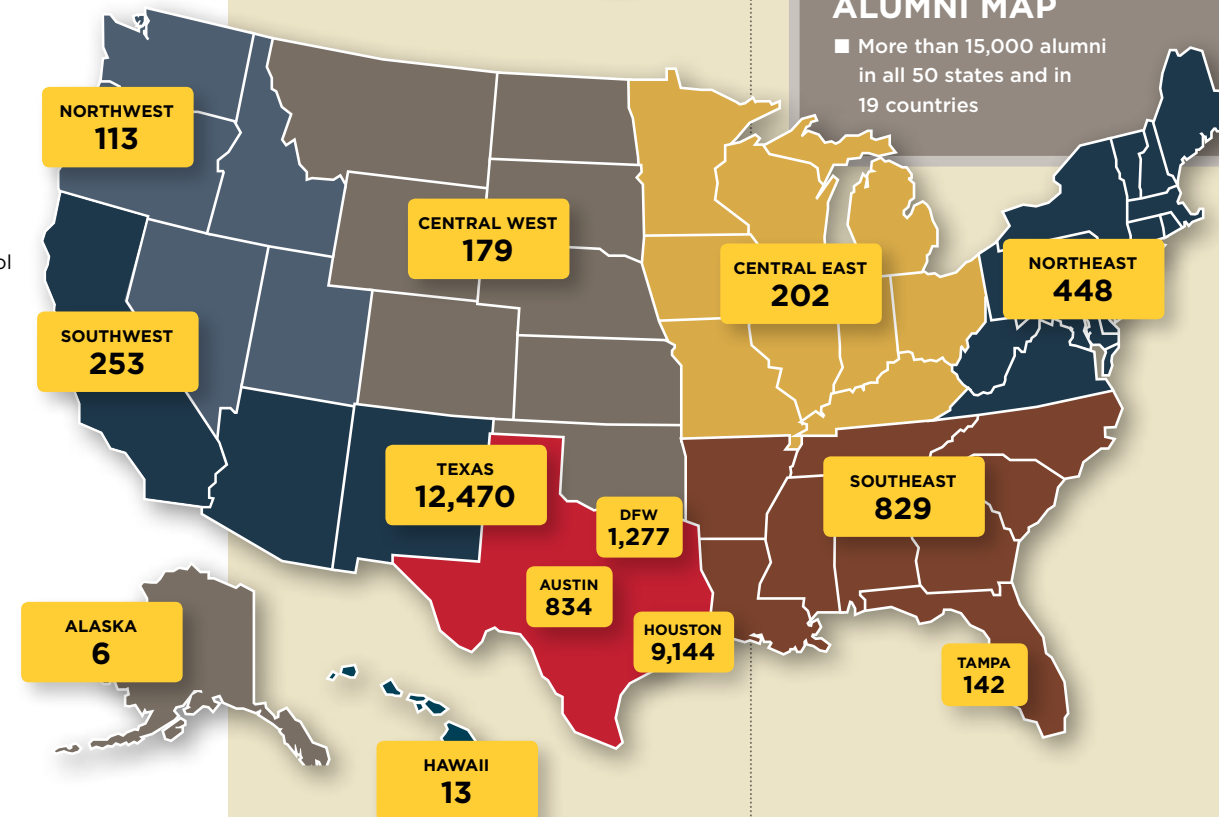 ALUMNI MAP
■ More than 15,000 alumni
in all 50 states and in
19 countries
NORTHWEST
113
CENTRAL WEST
179
CENTRAL EAST
202
NORTHEAST
448
SOUTHWEST
253
TEXAS
12,470
DFW
1,277
AUSTIN
834
HOUSTON
9,144
SOUTHEAST
829
TAMPA
142
ALASKA
6
HAWAII
13